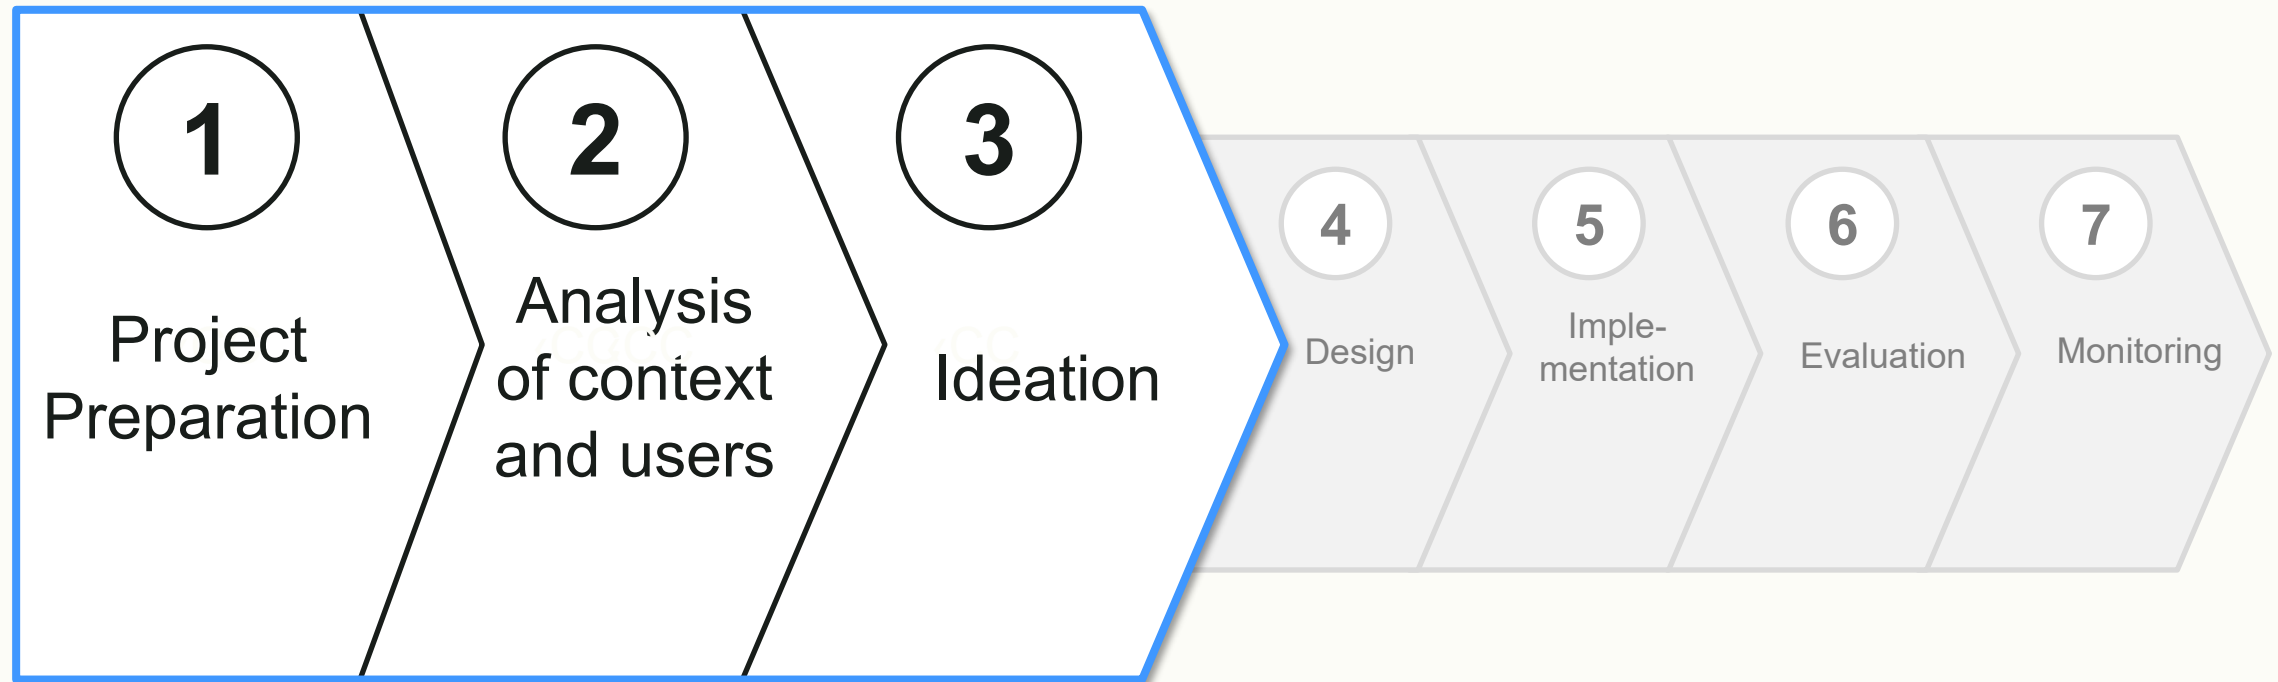 1
Project
Preparation
2
Analysis
of context
and users
3
Ideation
4
Design
5
Imple-
mentation
6
Evaluation
7
Monitoring